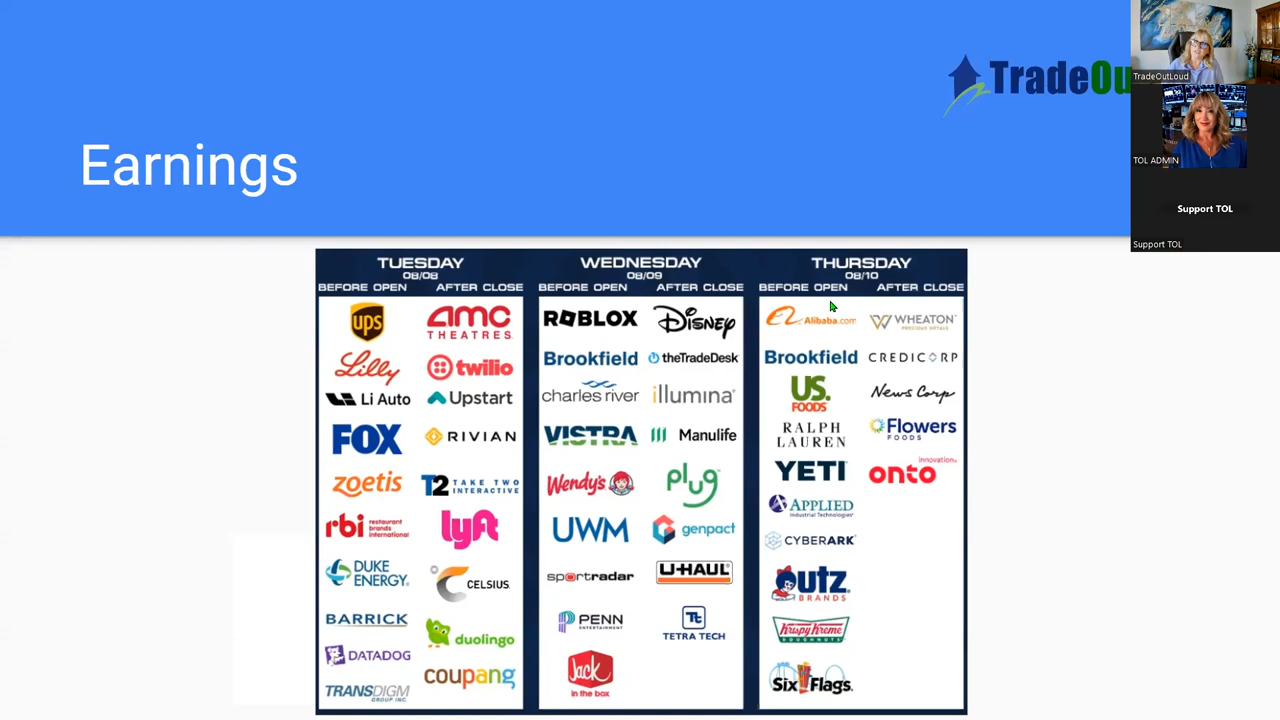 TradeOu
TradeOutLoud
TOL ADMIN
Support TOL
Support TOL
Earnings
TUESDAY
08/08
BEFORE OPEN
AFTER CLOSE
ups
AMC
THEATRES
Lilly
twilio
Li Auto
Upstart
FOX
RIVIAN
zoetis
T2 TAKE TWO
INTERACTIVE
rbi restaurant
brands
international
lyft
DUKE
ENERGY
CELSIUS
BARRICK
duolingo
DATADOG
coupang
TRANSDIGM
GROUP INC.
WEDNESDAY
08/09
BEFORE OPEN
AFTER CLOSE
ROBLOX
Disney
Brookfield
theTradeDesk
charles river
illumina
VISTRA
Manulife
Wendy's
plug
UWM
genpact
sportradar
U-HAUL
PENN
ENTERTAINMENT
Tt
TETRA TECH
Jack
in the box
THURSDAY
08/10
BEFORE OPEN
AFTER CLOSE
Alibaba.com
WHEATON
PRECIOUS METALS
Brookfield
CREDICORP
US.
FOODS
News Corp
RALPH
LAUREN
Flowers
FOODS
YETI
onto
innovation
APPLIED
Industrial Technologies
CYBERARK
UTZ
BRANDS
Krispy Kreme
DOUGHNUTS
Six Flags